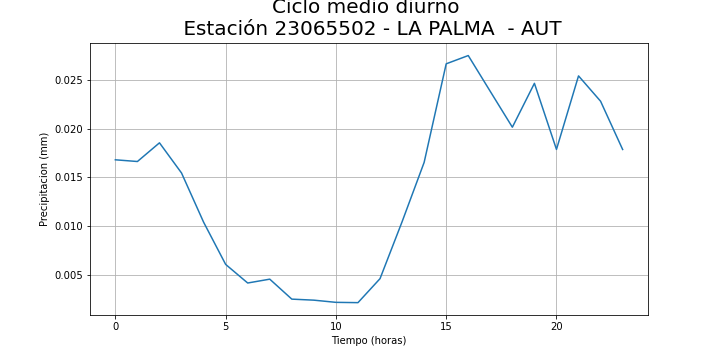 Ciclo medio diurno
Estación 23065502 - LA PALMA  - AUT
0.025
0.020
0.015
0.010
0.005
Precipitacion (mm)
0 5 10 15 20
Tiempo (horas)